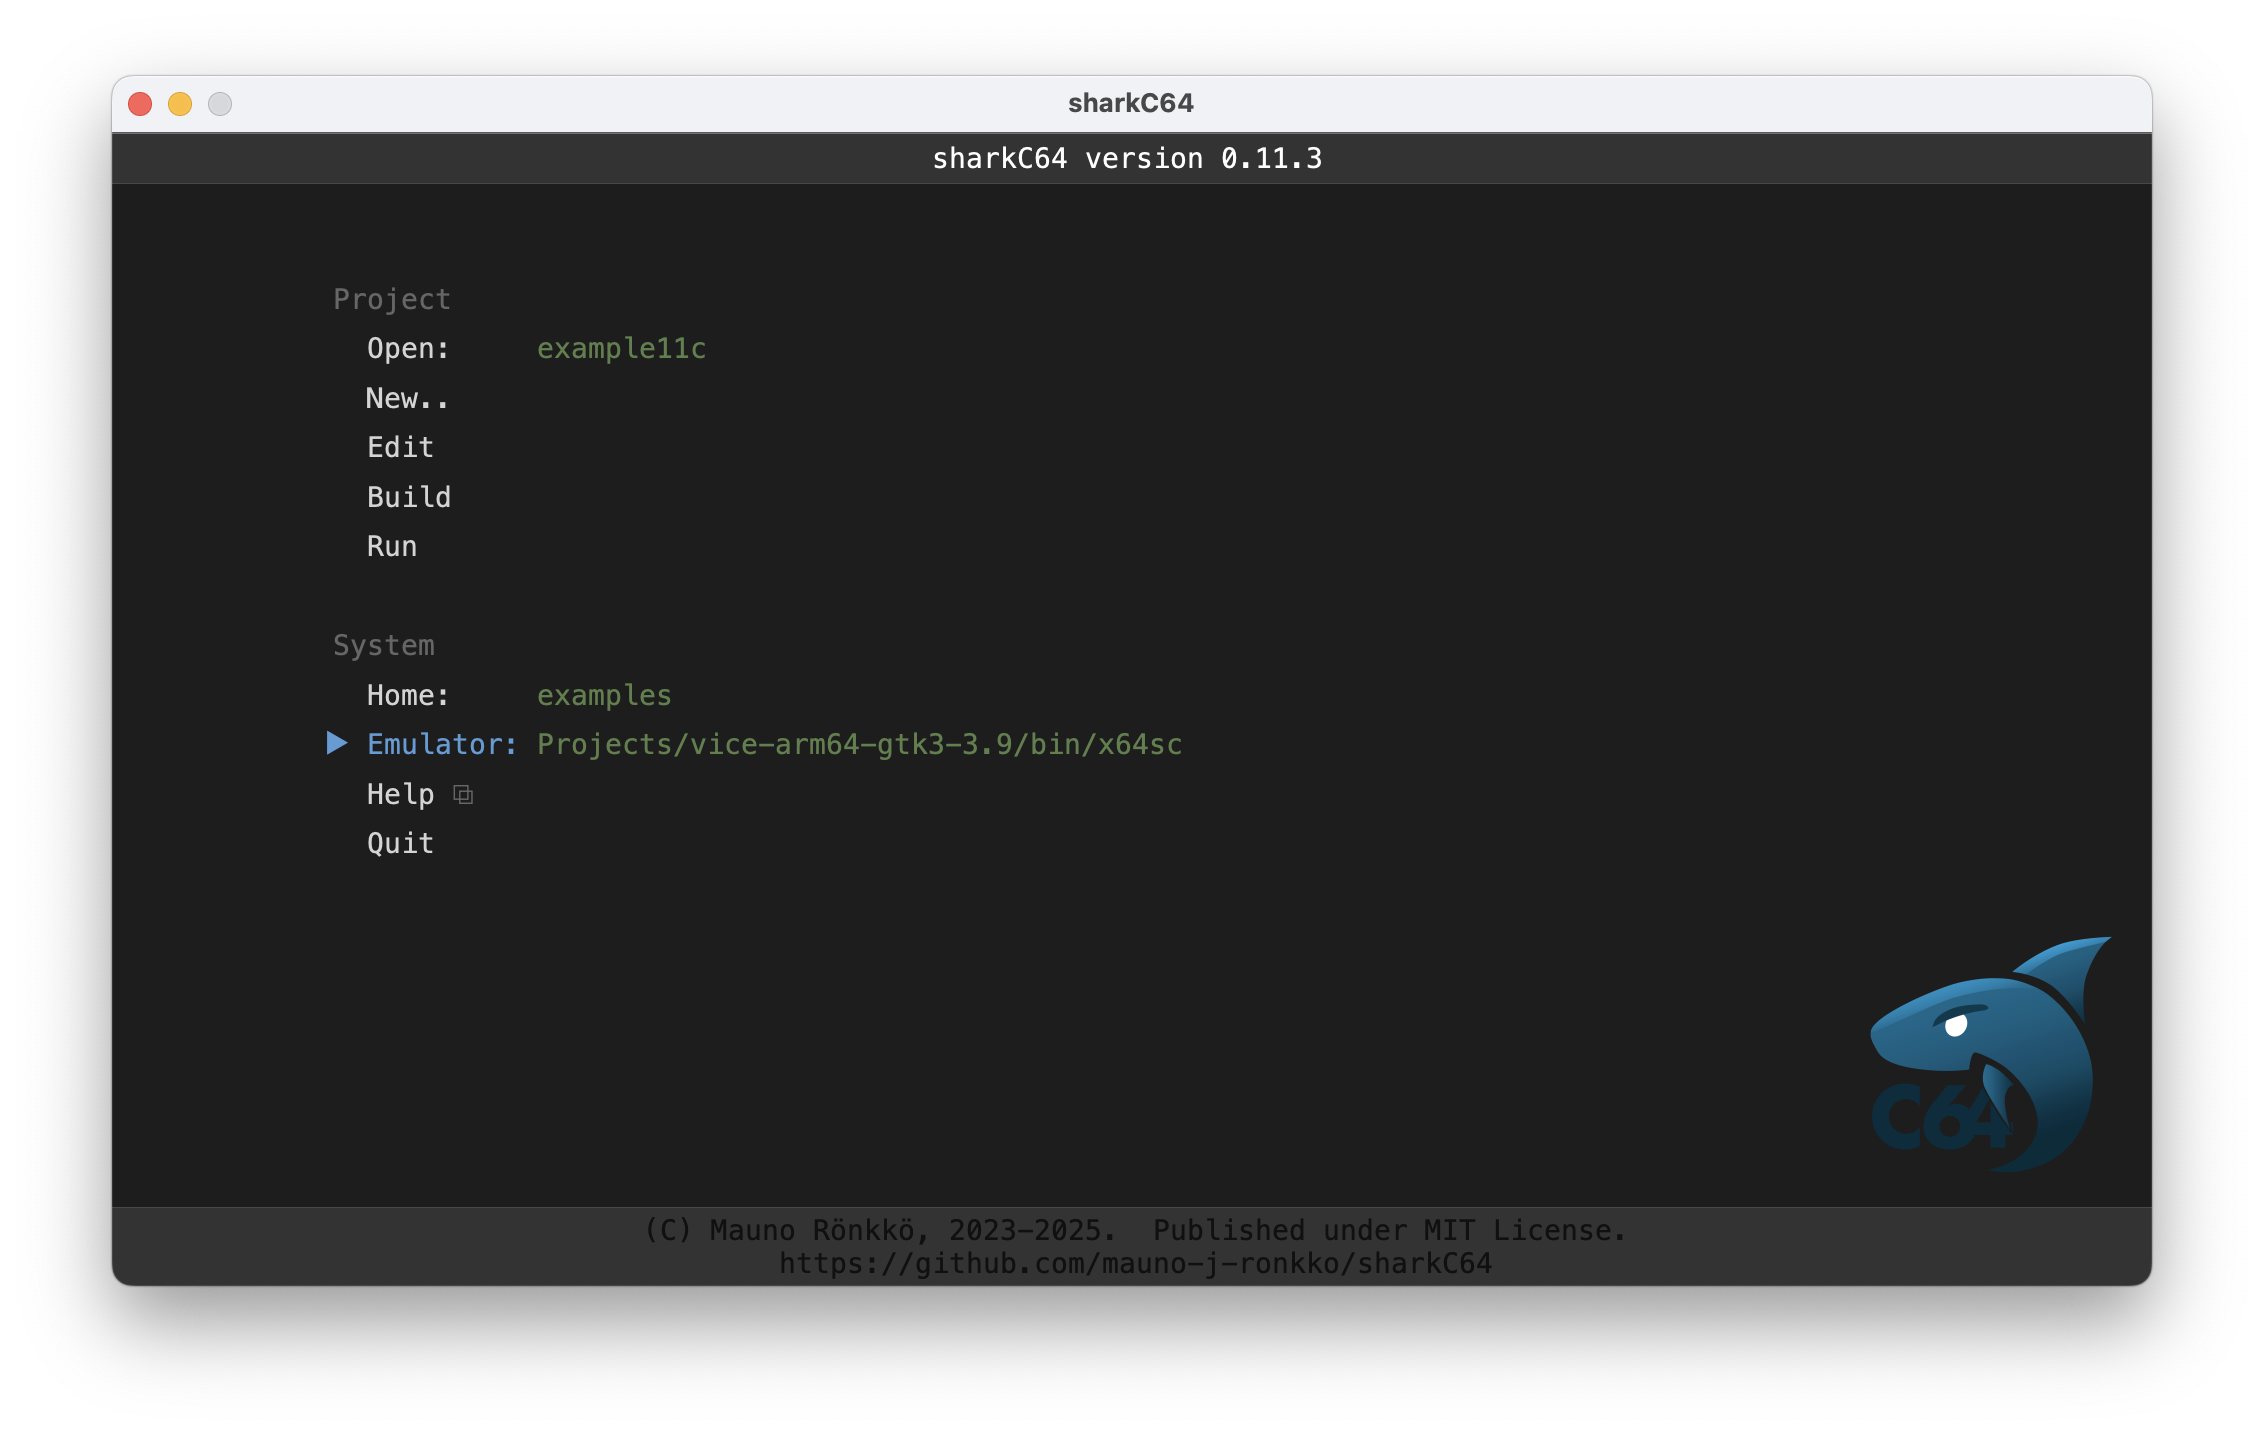 sharkC64
sharkC64 version 0.11.3
Project
Open: example11c
New..
Edit
Build
Run
System
Home: examples
Emulator: Projects/vice-arm64-gtk3-3.9/bin/x64sc
Help
Quit
C64
(C) Mauno Rönkkö, 2023-2025. Published under MIT License.
https://github.com/mauno-j-ronkko/sharkC64